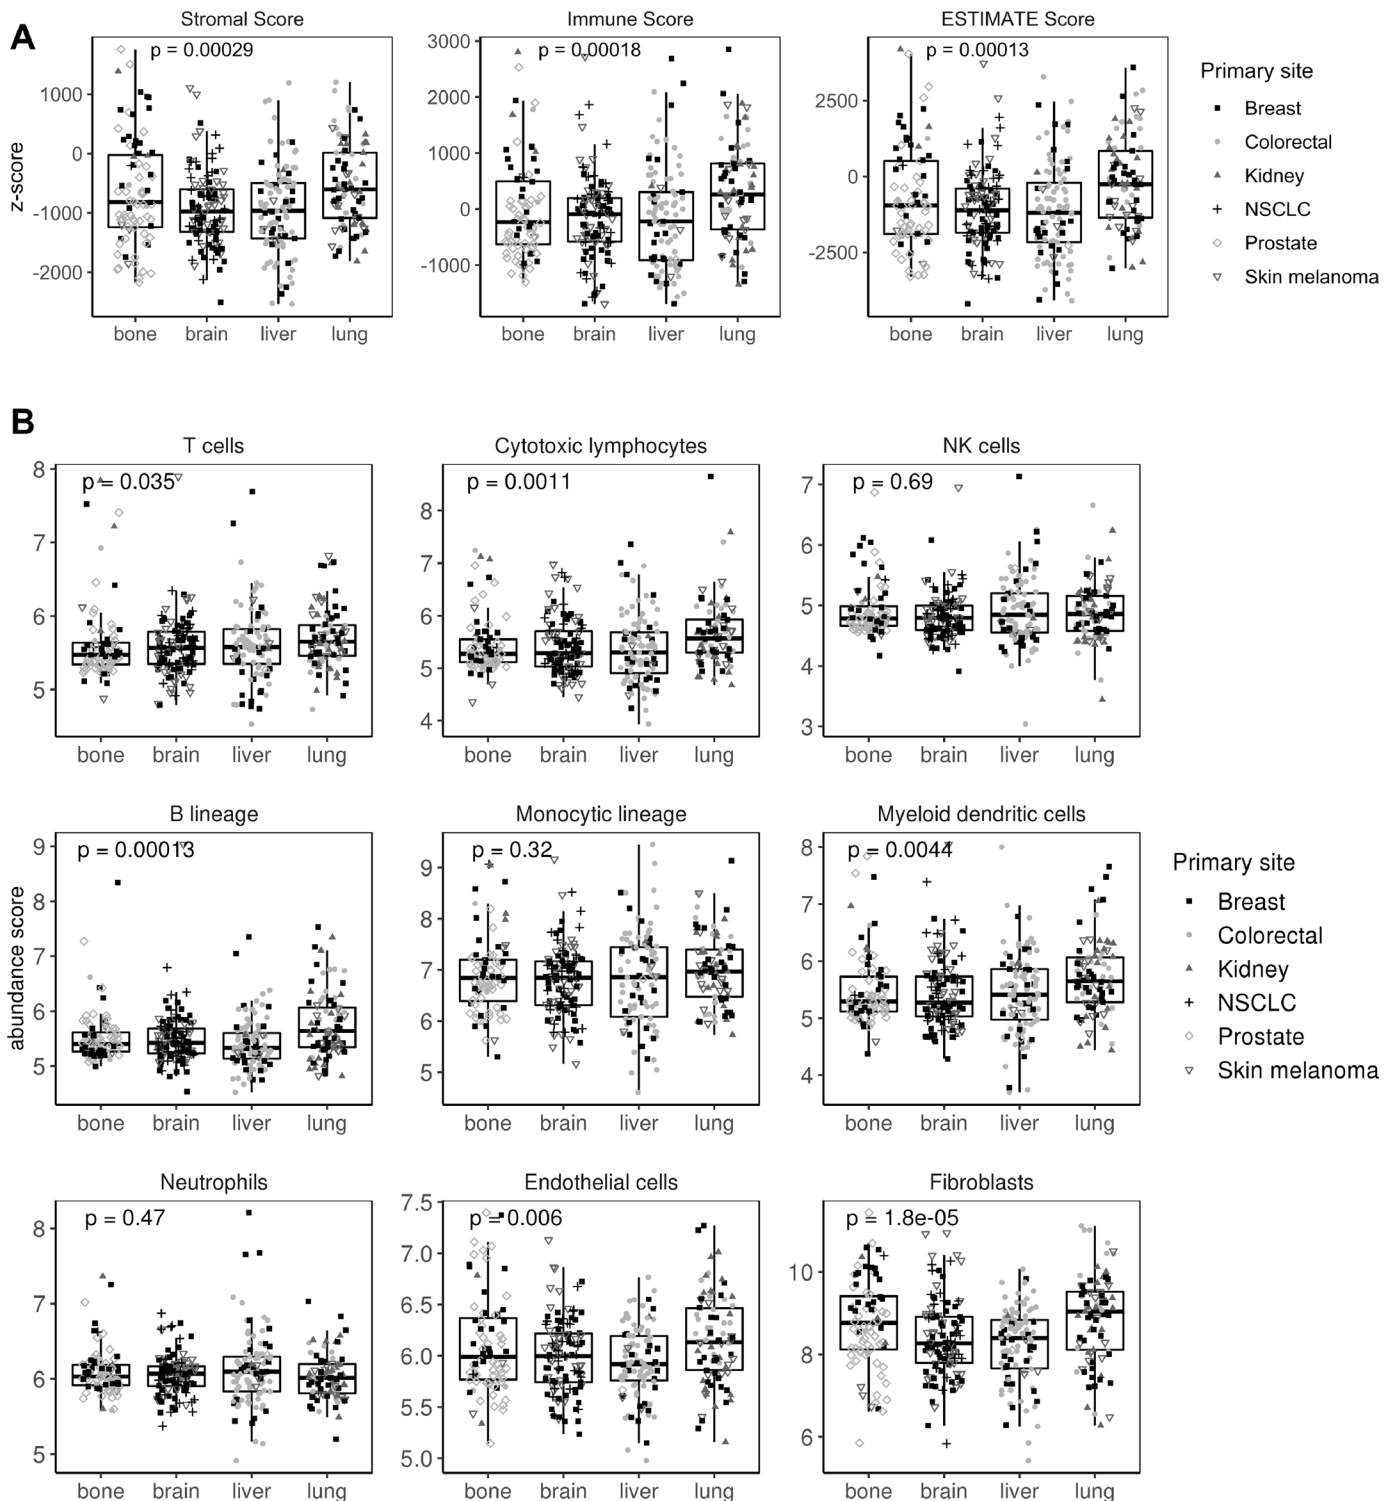 A
Stromal Score
Immune Score
ESTIMATE Score
p = 0.00029
p = 0.00018
p = 0.00013
z-score
1000
0
-1000
-2000
3000
2000
1000
0
-1000
2500
0
-2500
bone brain liver lung
bone brain liver lung
bone brain liver lung
Primary site
Breast
Colorectal
Kidney
NSCLC
Prostate
Skin melanoma
B
T cells
Cytotoxic lymphocytes
NK cells
p = 0.035
p = 0.0011
p = 0.69
8
7
6
5
8
7
6
5
4
7
6
5
4
3
bone brain liver lung
bone brain liver lung
bone brain liver lung
B lineage
Monocytic lineage
Myeloid dendritic cells
p = 0.00013
p = 0.32
p = 0.0044
abundance score
9
8
7
6
5
9
8
7
6
5
8
7
6
5
4
bone brain liver lung
bone brain liver lung
bone brain liver lung
Primary site
Breast
Colorectal
Kidney
NSCLC
Prostate
Skin melanoma
Neutrophils
Endothelial cells
Fibroblasts
p = 0.47
p = 0.006
p = 1.8e-05
8
7
6
5
7.5
7.0
6.5
6.0
5.5
5.0
10
8
6
bone brain liver lung
bone brain liver lung
bone brain liver lung